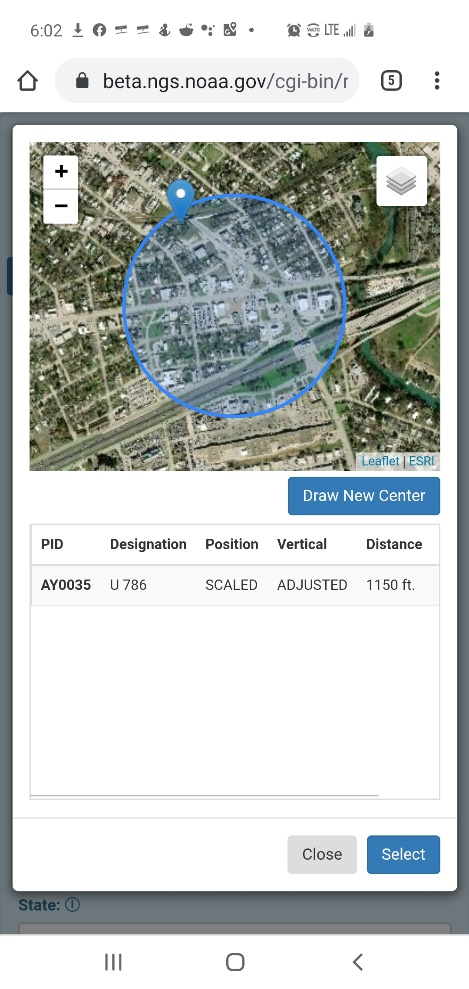 6:02 LTE
beta.ngs.noaa.gov/cgi-bin/r 5
+
−
Leaflet | ESRI
Draw New Center
PID Designation Position Vertical Distance
AY0035 U 786 SCALED ADJUSTED 1150 ft.
Close Select
State: